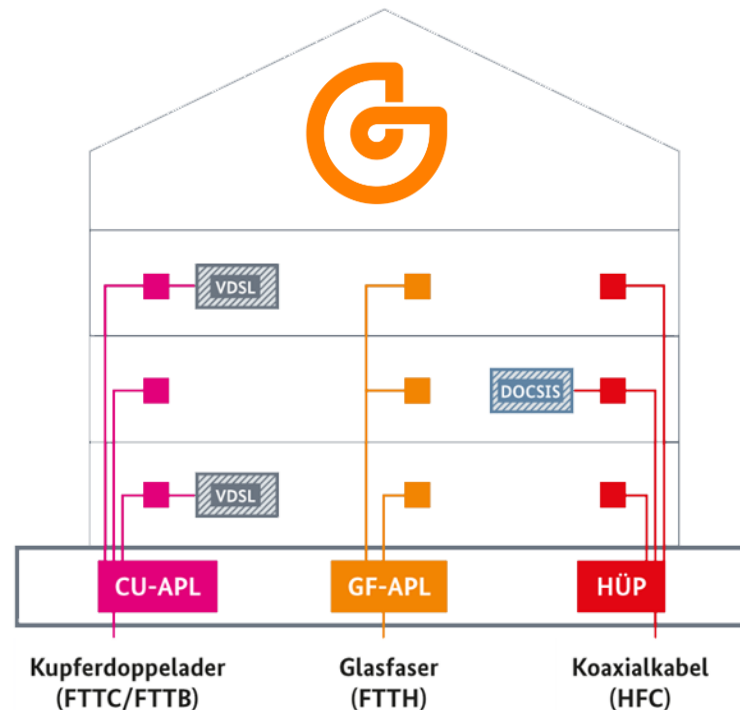 VDSL
DOCSIS
VDSL
CU-APL
GF-APL
HÜP
Kupferdoppelader
(FTTC/FTTB)
Glasfaser
(FTTH)
Koaxialkabel
(HFC)